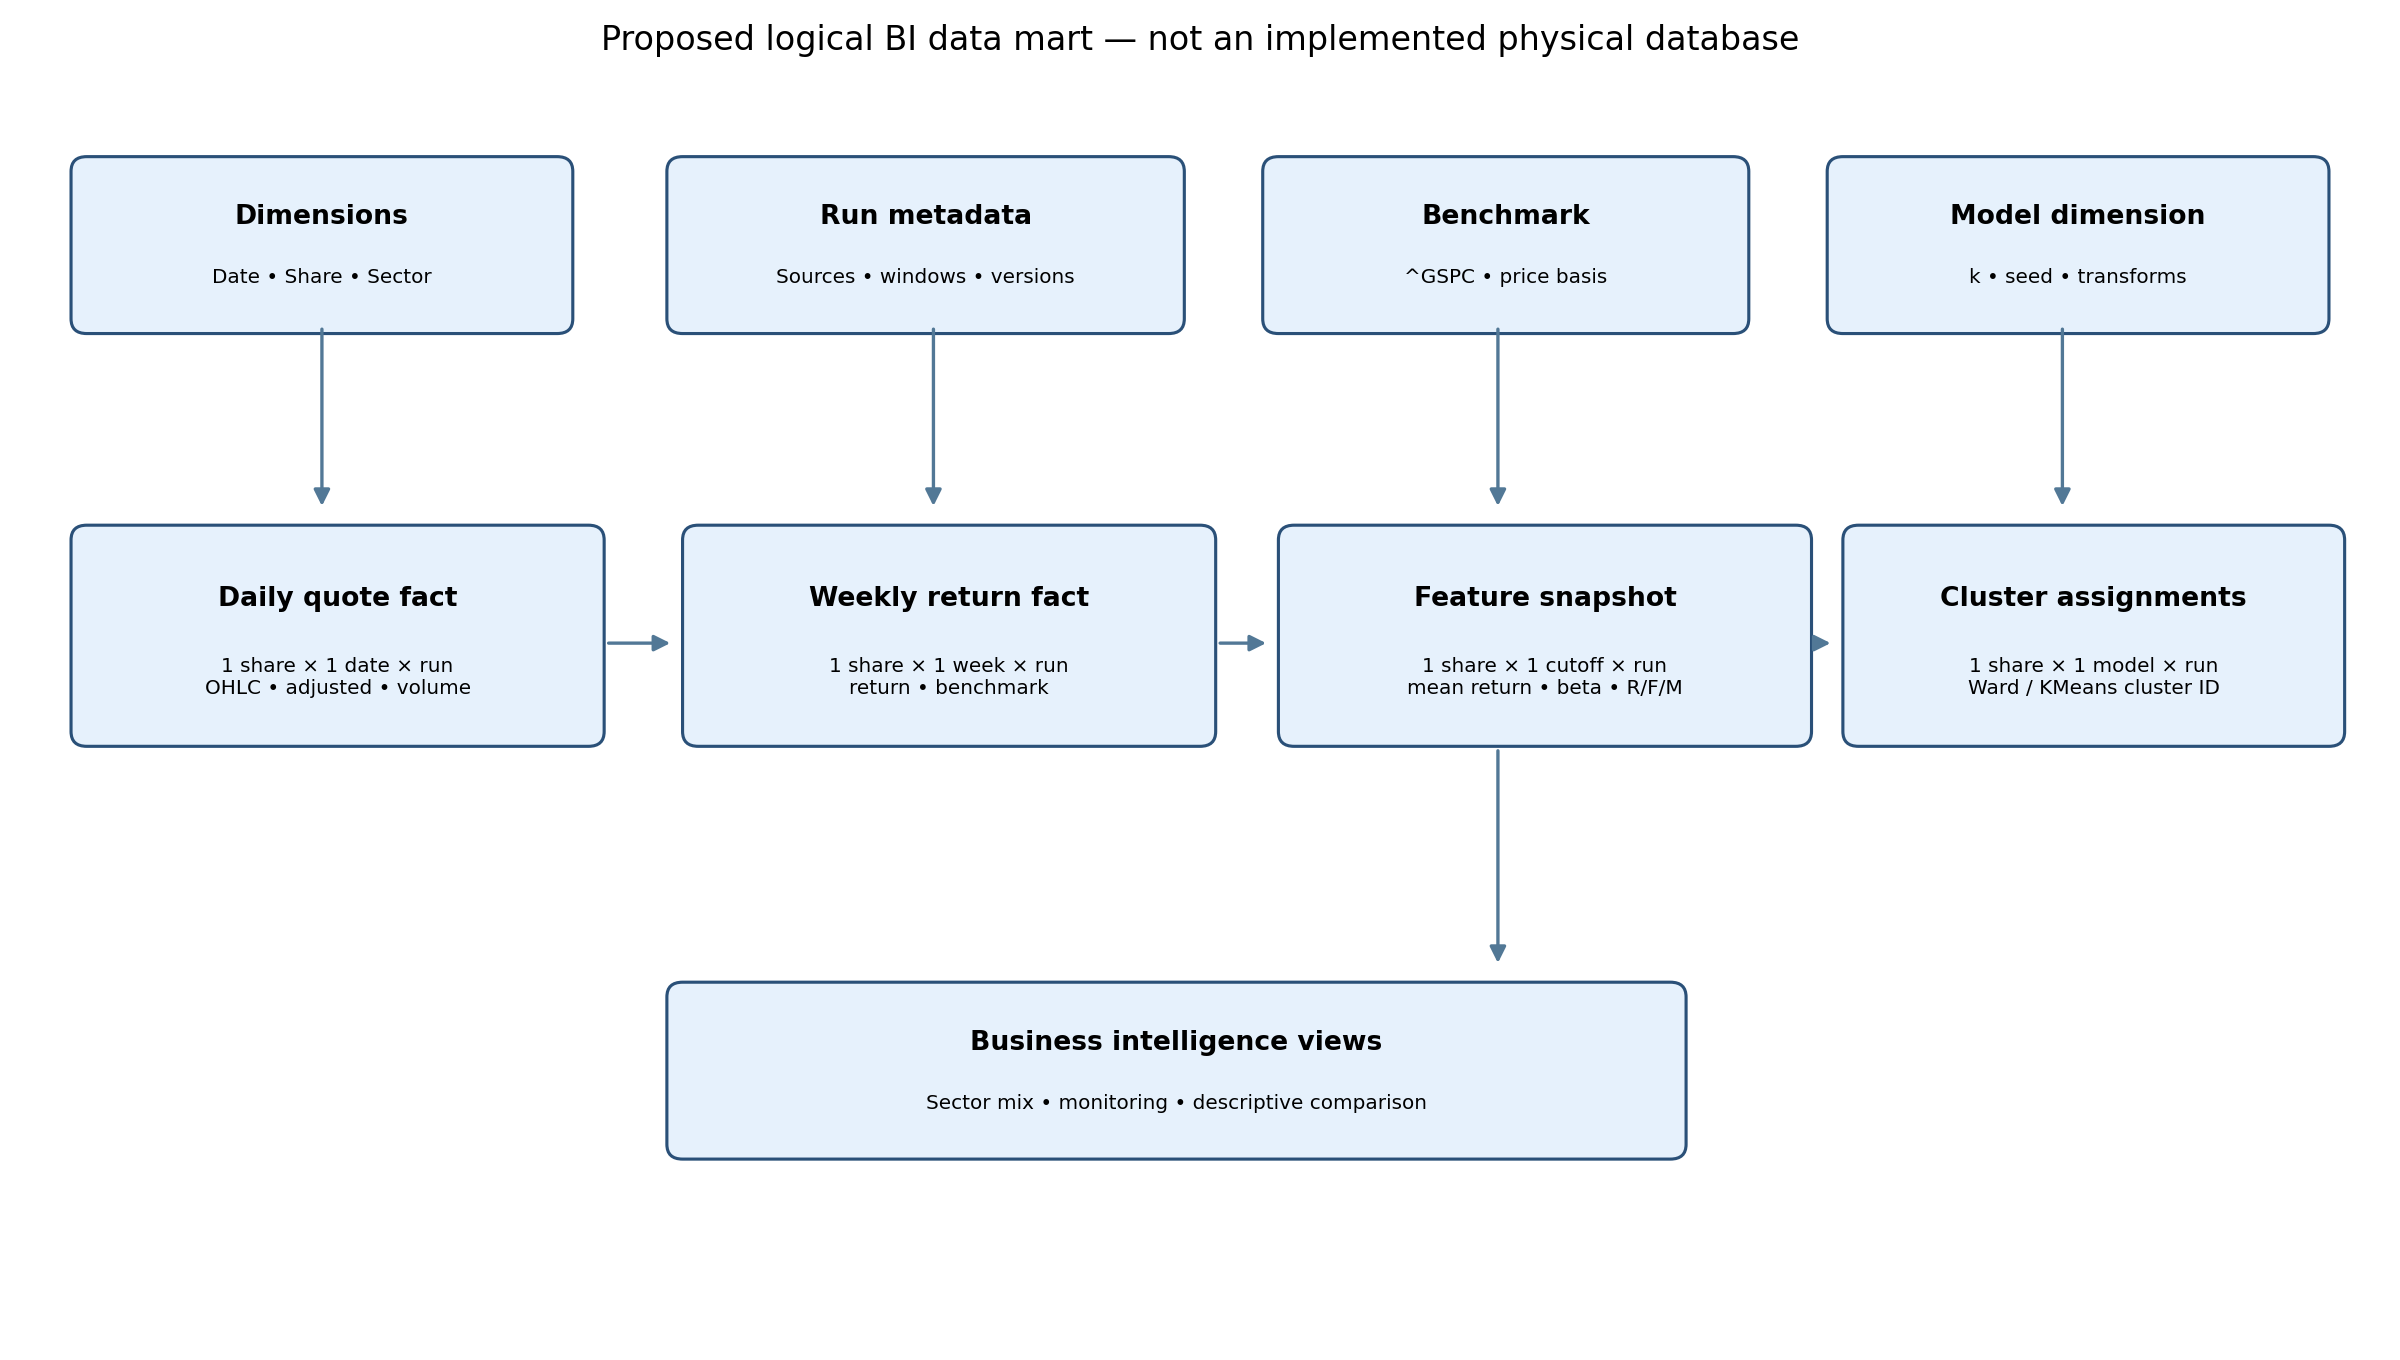 Proposed logical BI data mart — not an implemented physical database
Dimensions
Date • Share • Sector
Run metadata
Sources • windows • versions
Benchmark
^GSPC • price basis
Model dimension
k • seed • transforms
Daily quote fact
1 share × 1 date × run
OHLC • adjusted • volume
Weekly return fact
1 share × 1 week × run
return • benchmark
Feature snapshot
1 share × 1 cutoff × run
mean return • beta • R/F/M
Cluster assignments
1 share × 1 model × run
Ward / KMeans cluster ID
Business intelligence views
Sector mix • monitoring • descriptive comparison